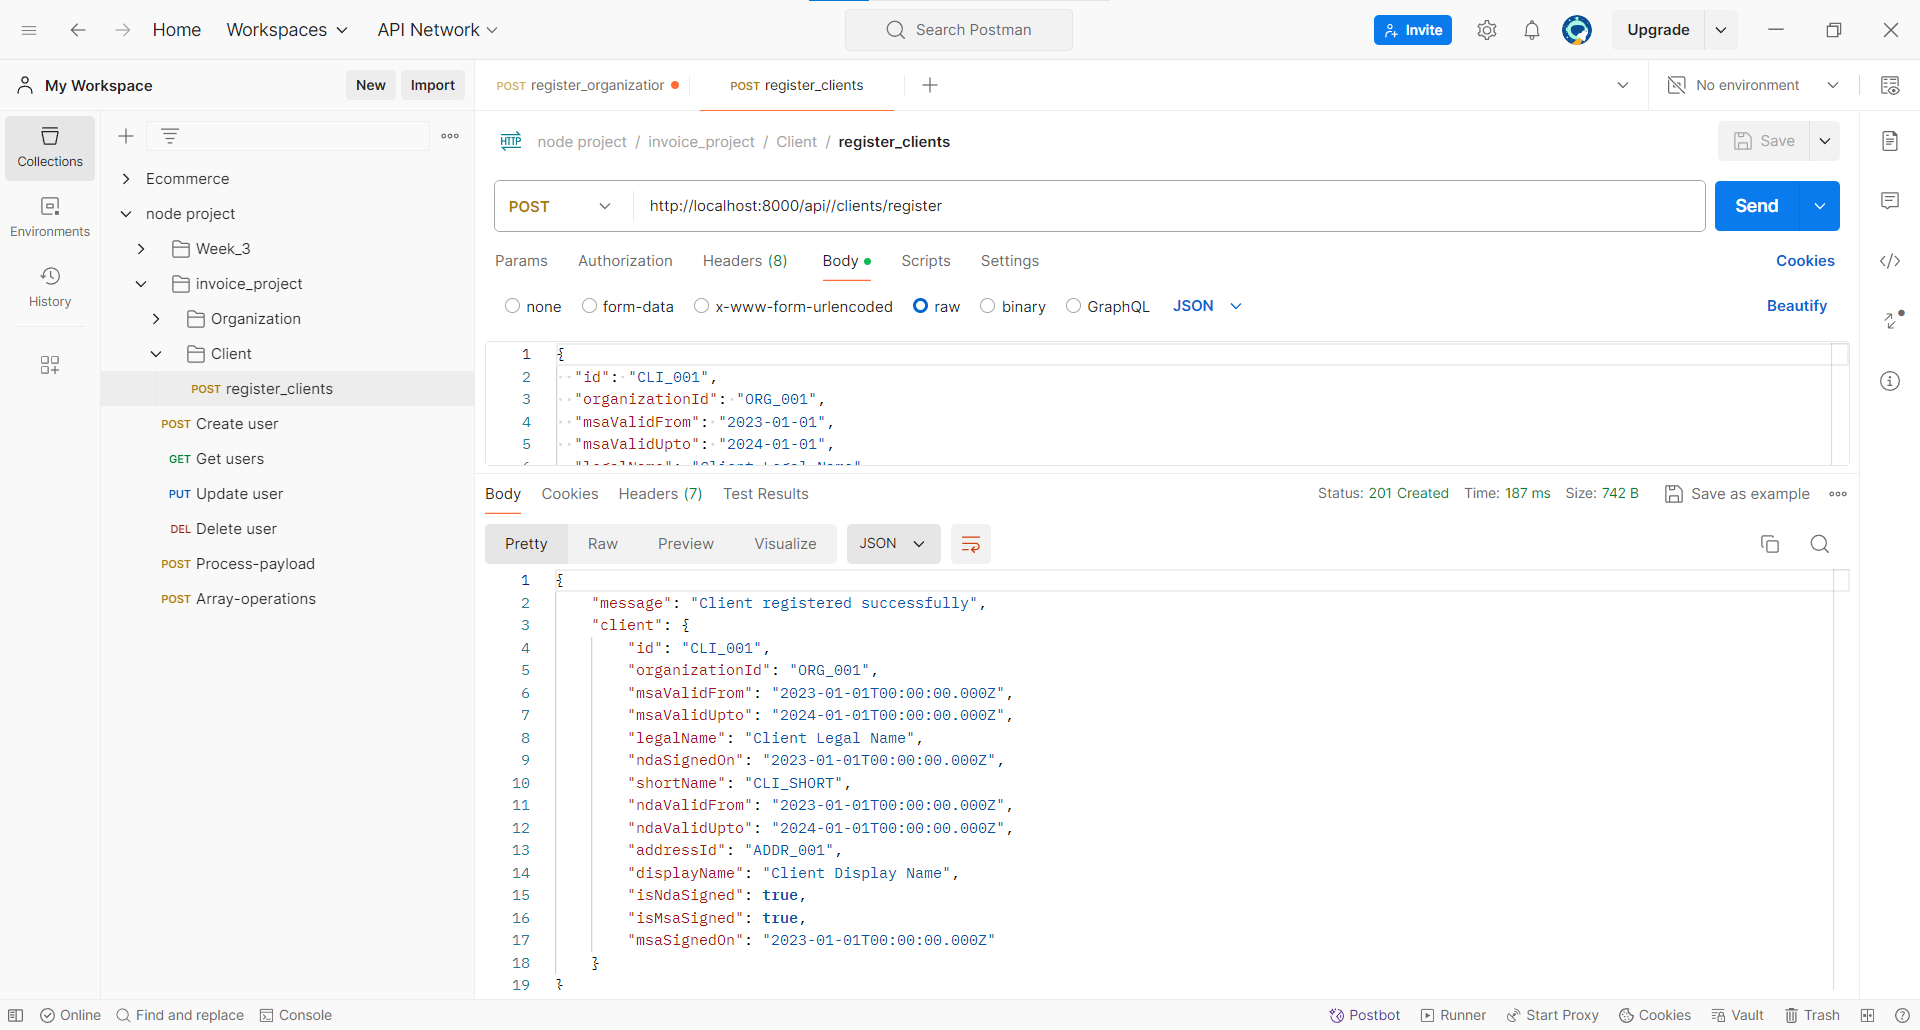 Home Workspaces API Network Search Postman Invite Upgrade
My Workspace New Import POST register_organizatior POST register_clients No environment
Collections
Environments
History
Ecommerce
node project
Week_3
invoice_project
Organization
Client
POST register_clients
POST Create user
GET Get users
PUT Update user
DEL Delete user
POST Process-payload
POST Array-operations
HTTP node project / invoice_project / Client / register_clients Save
POST http://localhost:8000/api//clients/register Send
Params Authorization Headers (8) Body Scripts Settings Cookies
none form-data x-www-form-urlencoded raw binary GraphQL JSON Beautify
1 {
2 "id": "CLI_001",
3 "organizationId": "ORG_001",
4 "msaValidFrom": "2023-01-01",
5 "msaValidUpto": "2024-01-01",
6 "legalName": "Client Legal Name"
Body Cookies Headers (7) Test Results Status: 201 Created Time: 187 ms Size: 742 B Save as example
Pretty Raw Preview Visualize JSON
1 {
2 "message": "Client registered successfully",
3 "client": {
4 "id": "CLI_001",
5 "organizationId": "ORG_001",
6 "msaValidFrom": "2023-01-01T00:00:00.000Z",
7 "msaValidUpto": "2024-01-01T00:00:00.000Z",
8 "legalName": "Client Legal Name",
9 "ndaSignedOn": "2023-01-01T00:00:00.000Z",
10 "shortName": "CLI_SHORT",
11 "ndaValidFrom": "2023-01-01T00:00:00.000Z",
12 "ndaValidUpto": "2024-01-01T00:00:00.000Z",
13 "addressId": "ADDR_001",
14 "displayName": "Client Display Name",
15 "isNdaSigned": true,
16 "isMsaSigned": true,
17 "msaSignedOn": "2023-01-01T00:00:00.000Z"
18 }
19 }
Online Find and replace Console Postbot Runner Start Proxy Cookies Vault Trash